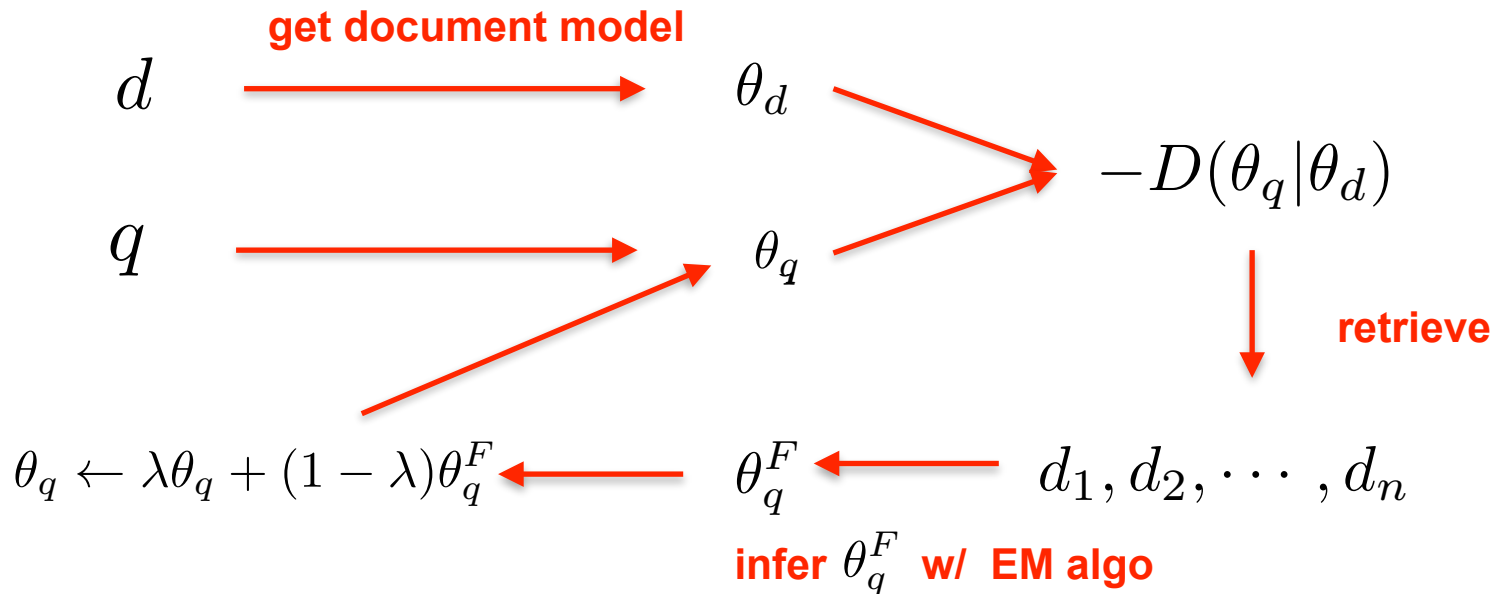 get document model
d θ_d
−D(θ_q|θ_d)
q θ_q
retrieve
θ_q ← λθ_q + (1 − λ)θ_q^F θ_q^F d_1, d_2, ⋯ , d_n
infer θ_q^F w/ EM algo